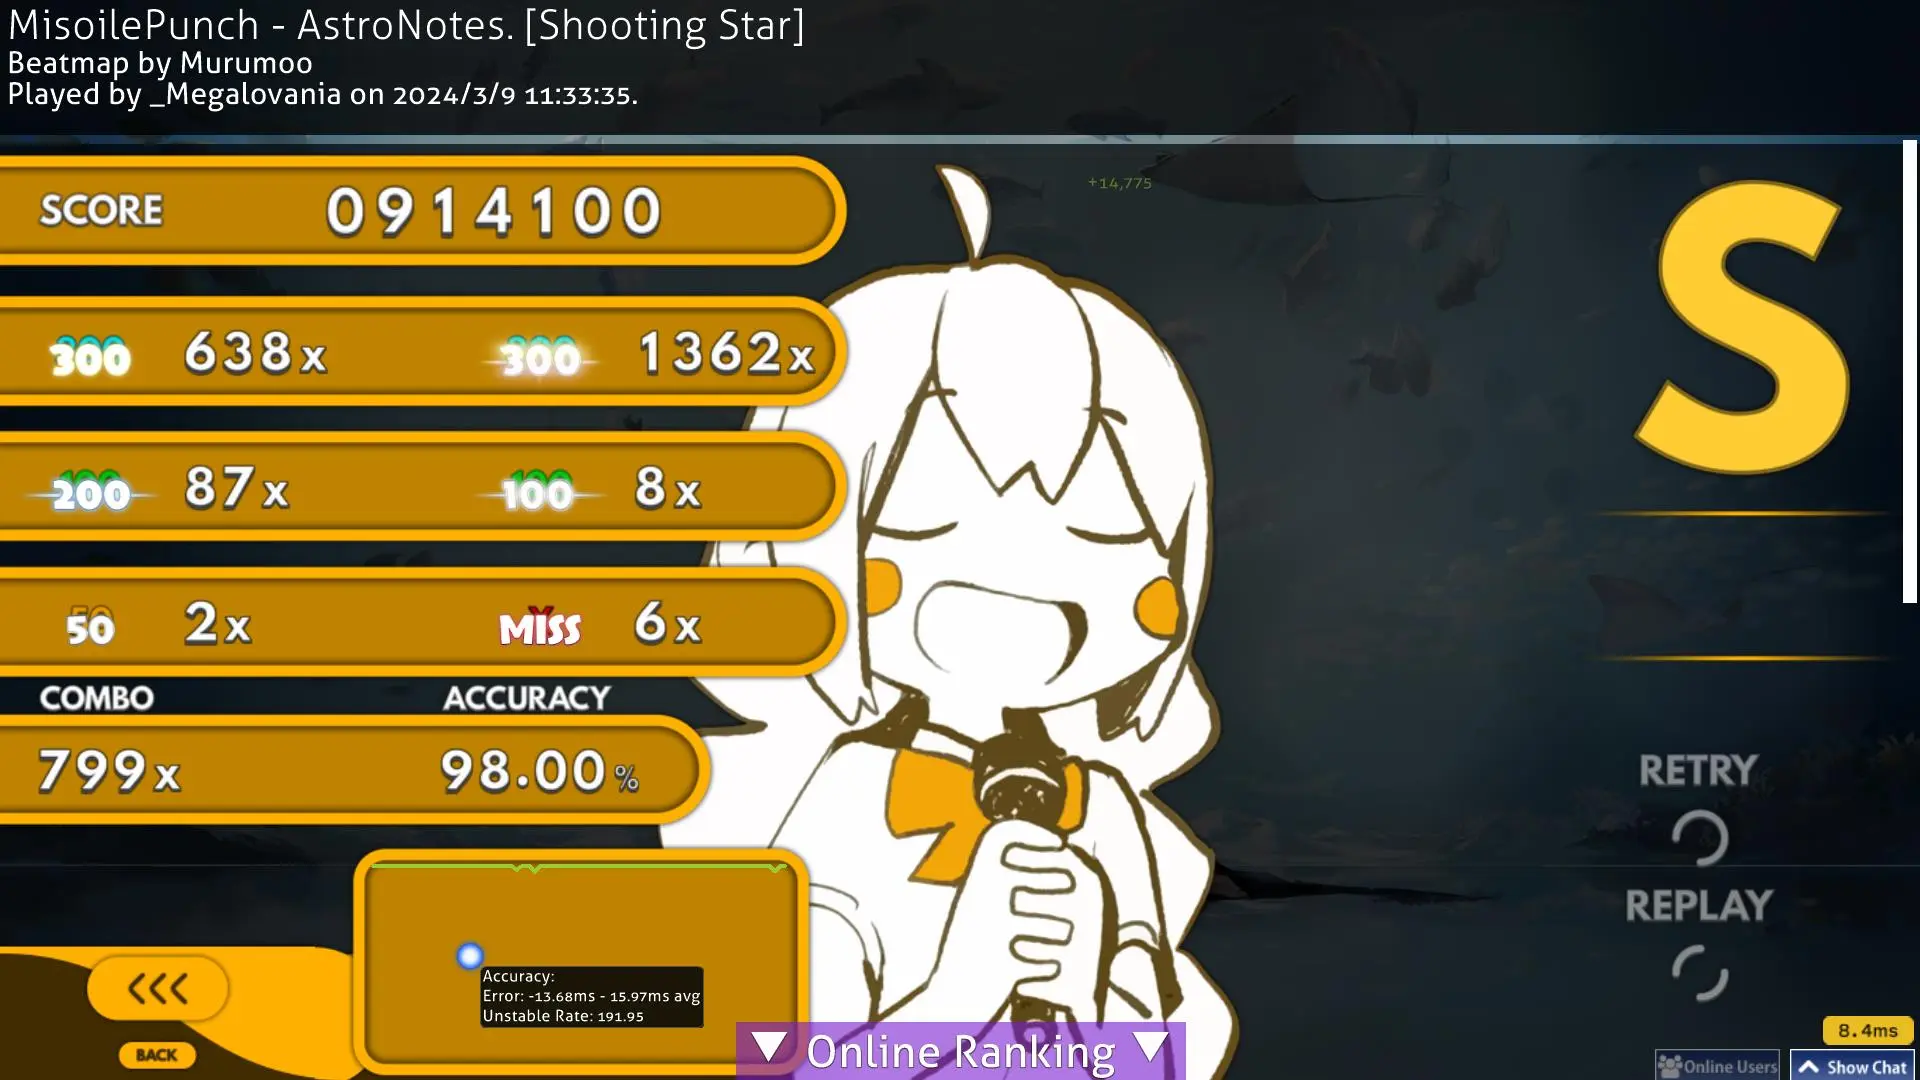 MisoilePunch - AstroNotes. [Shooting Star]
Beatmap by Murumoo
Played by _Megalovania on 2024/3/9 11:33:35.
+14,775
SCORE 0914100
300 638x 300 1362x
200 87x 100 8x
50 2x MISS 6x
COMBO ACCURACY
799x 98.00%
S
RETRY
REPLAY
Accuracy:
Error: -13.68ms - 15.97ms avg
Unstable Rate: 191.95
<<<
BACK
▼ Online Ranking ▼
8.4ms
Online Users
Show Chat